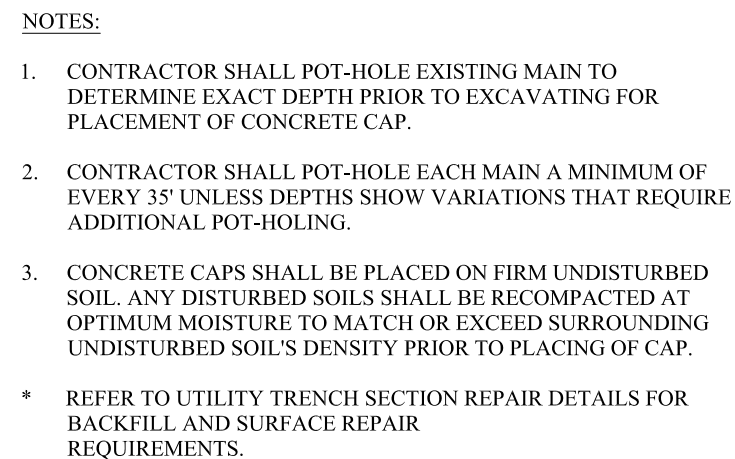 NOTES:
1. CONTRACTOR SHALL POT-HOLE EXISTING MAIN TO
DETERMINE EXACT DEPTH PRIOR TO EXCAVATING FOR
PLACEMENT OF CONCRETE CAP.
2. CONTRACTOR SHALL POT-HOLE EACH MAIN A MINIMUM OF
EVERY 35' UNLESS DEPTHS SHOW VARIATIONS THAT REQUIRE
ADDITIONAL POT-HOLING.
3. CONCRETE CAPS SHALL BE PLACED ON FIRM UNDISTURBED
SOIL. ANY DISTURBED SOILS SHALL BE RECOMPACTED AT
OPTIMUM MOISTURE TO MATCH OR EXCEED SURROUNDING
UNDISTURBED SOIL'S DENSITY PRIOR TO PLACING OF CAP.
* REFER TO UTILITY TRENCH SECTION REPAIR DETAILS FOR
BACKFILL AND SURFACE REPAIR
REQUIREMENTS.